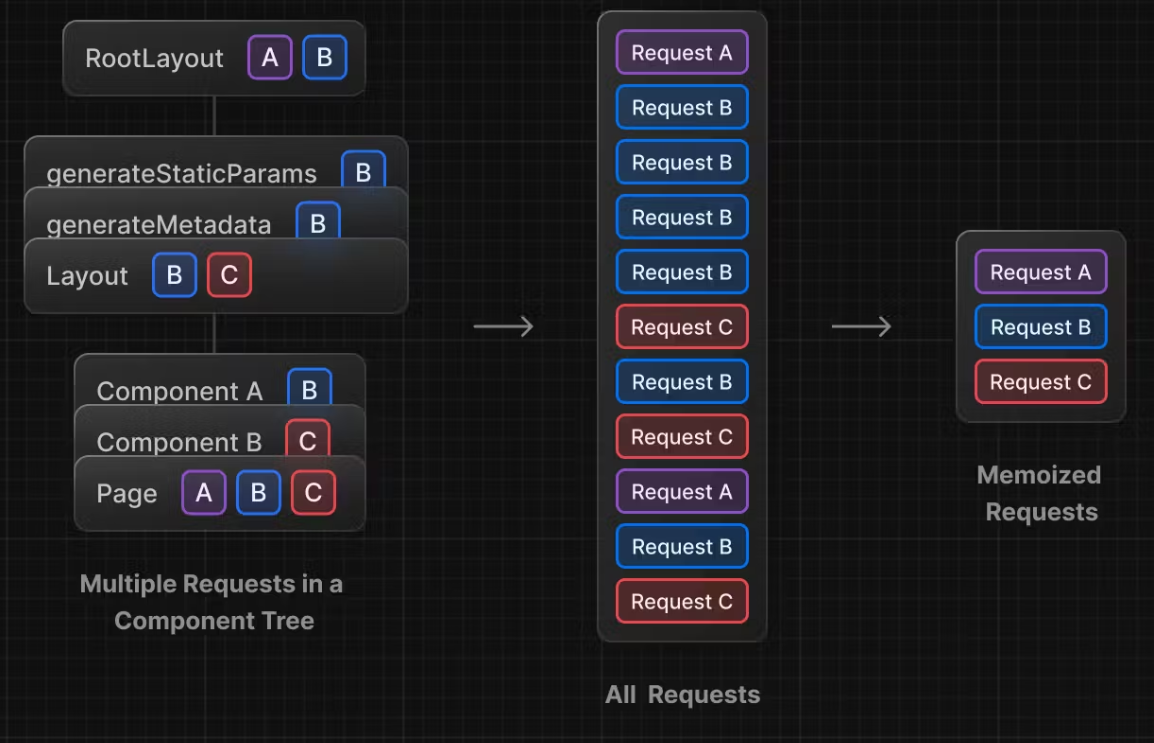 RootLayout A B
generateStaticParams B
generateMetadata B
Layout B C
Component A B
Component B C
Page A B C
Multiple Requests in a
Component Tree
Request A
Request B
Request B
Request B
Request B
Request C
Request B
Request C
Request A
Request B
Request C
All Requests
Request A
Request B
Request C
Memoized
Requests